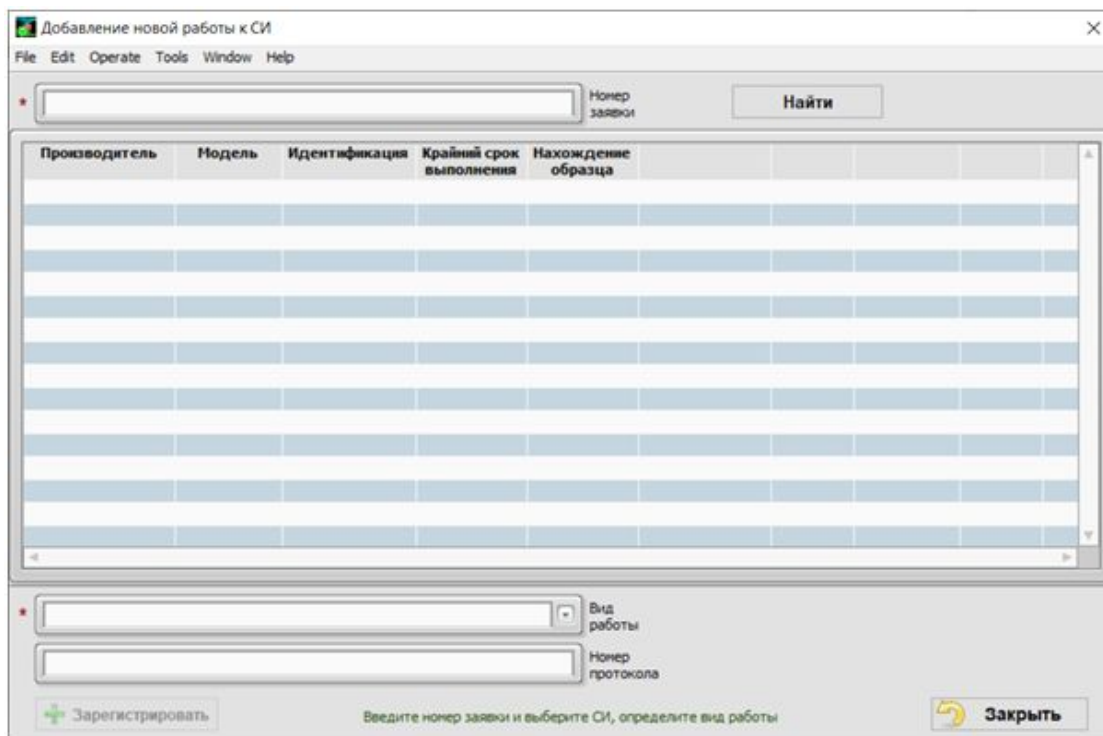 Добавление новой работы к СИ
File Edit Operate Tools Window Help
* Номер
заявки
Найти
Производитель Модель Идентификация Крайний срок Нахождение
выполнения образца
* Вид
работы
Номер
протокола
Зарегистрировать Введите номер заявки и выберите СИ, определите вид работы Закрыть